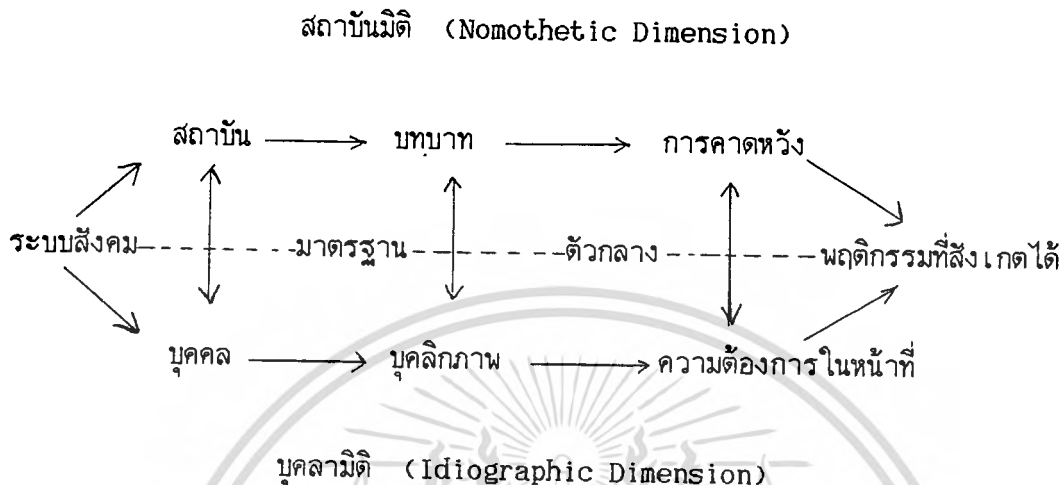 สถาบันมิติ (Nomothetic Dimension)
สถาบัน บทบาท การคาดหวัง
ระบบสังคม มาตรฐาน ตัวกลาง พฤติกรรมที่สังเกตได้
บุคคล บุคลิกภาพ ความต้องการในหน้าที่
บุคลามิติ (Idiographic Dimension)